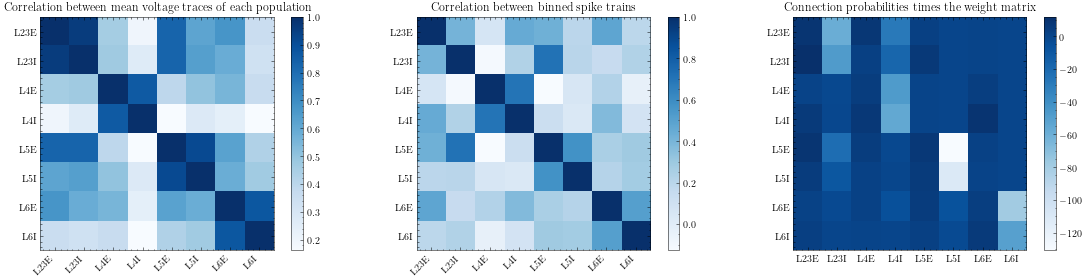 Correlation between mean voltage traces of each population
L23E
L23I
L4E
L4I
L5E
L5I
L6E
L6I
L23E
L23I
L4E
L4I
L5E
L5I
L6E
L6I
1.0
0.9
0.8
0.7
0.6
0.5
0.4
0.3
0.2
Correlation between binned spike trains
L23E
L23I
L4E
L4I
L5E
L5I
L6E
L6I
L23E
L23I
L4E
L4I
L5E
L5I
L6E
L6I
1.0
0.8
0.6
0.4
0.2
0.0
Connection probabilities times the weight matrix
L23E
L23I
L4E
L4I
L5E
L5I
L6E
L6I
L23E
L23I
L4E
L4I
L5E
L5I
L6E
L6I
0
−20
−40
−60
−80
−100
−120